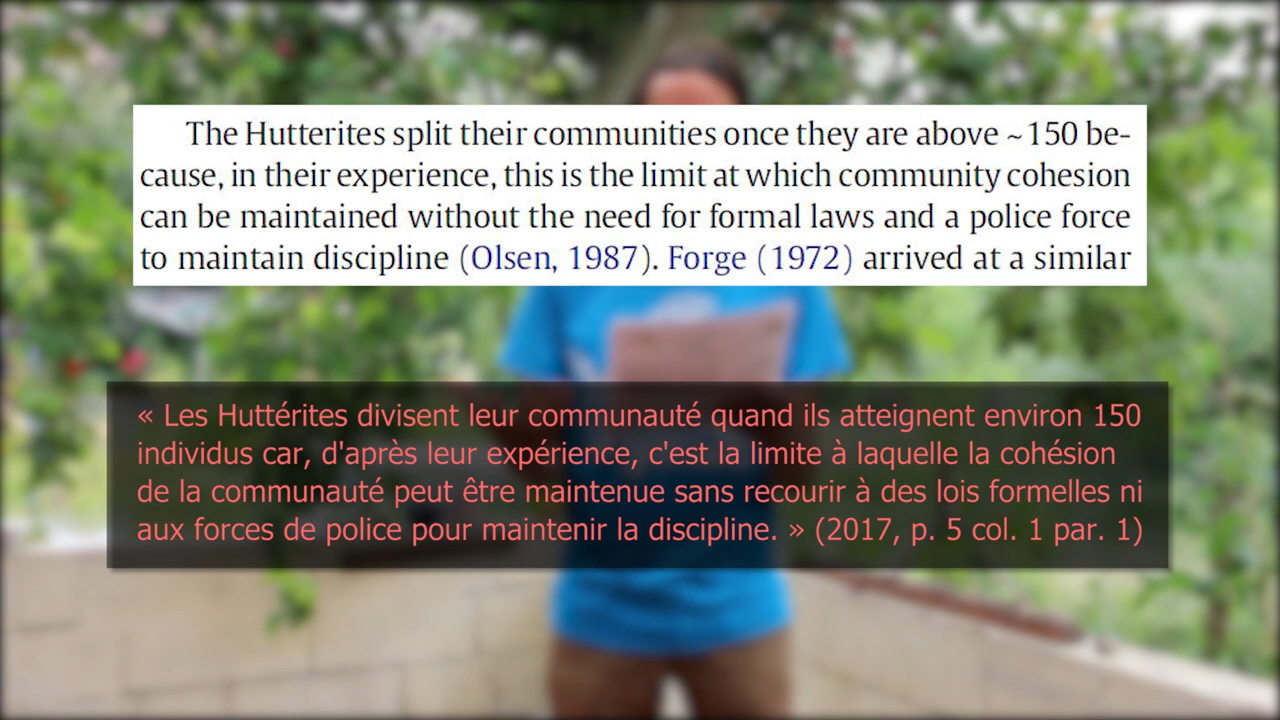 The Hutterites split their communities once they are above ~150 be-
cause, in their experience, this is the limit at which community cohesion
can be maintained without the need for formal laws and a police force
to maintain discipline (Olsen, 1987). Forge (1972) arrived at a similar
« Les Huttérites divisent leur communauté quand ils atteignent environ 150
individus car, d'après leur expérience, c'est la limite à laquelle la cohésion
de la communauté peut être maintenue sans recourir à des lois formelles ni
aux forces de police pour maintenir la discipline. » (2017, p. 5 col. 1 par. 1)